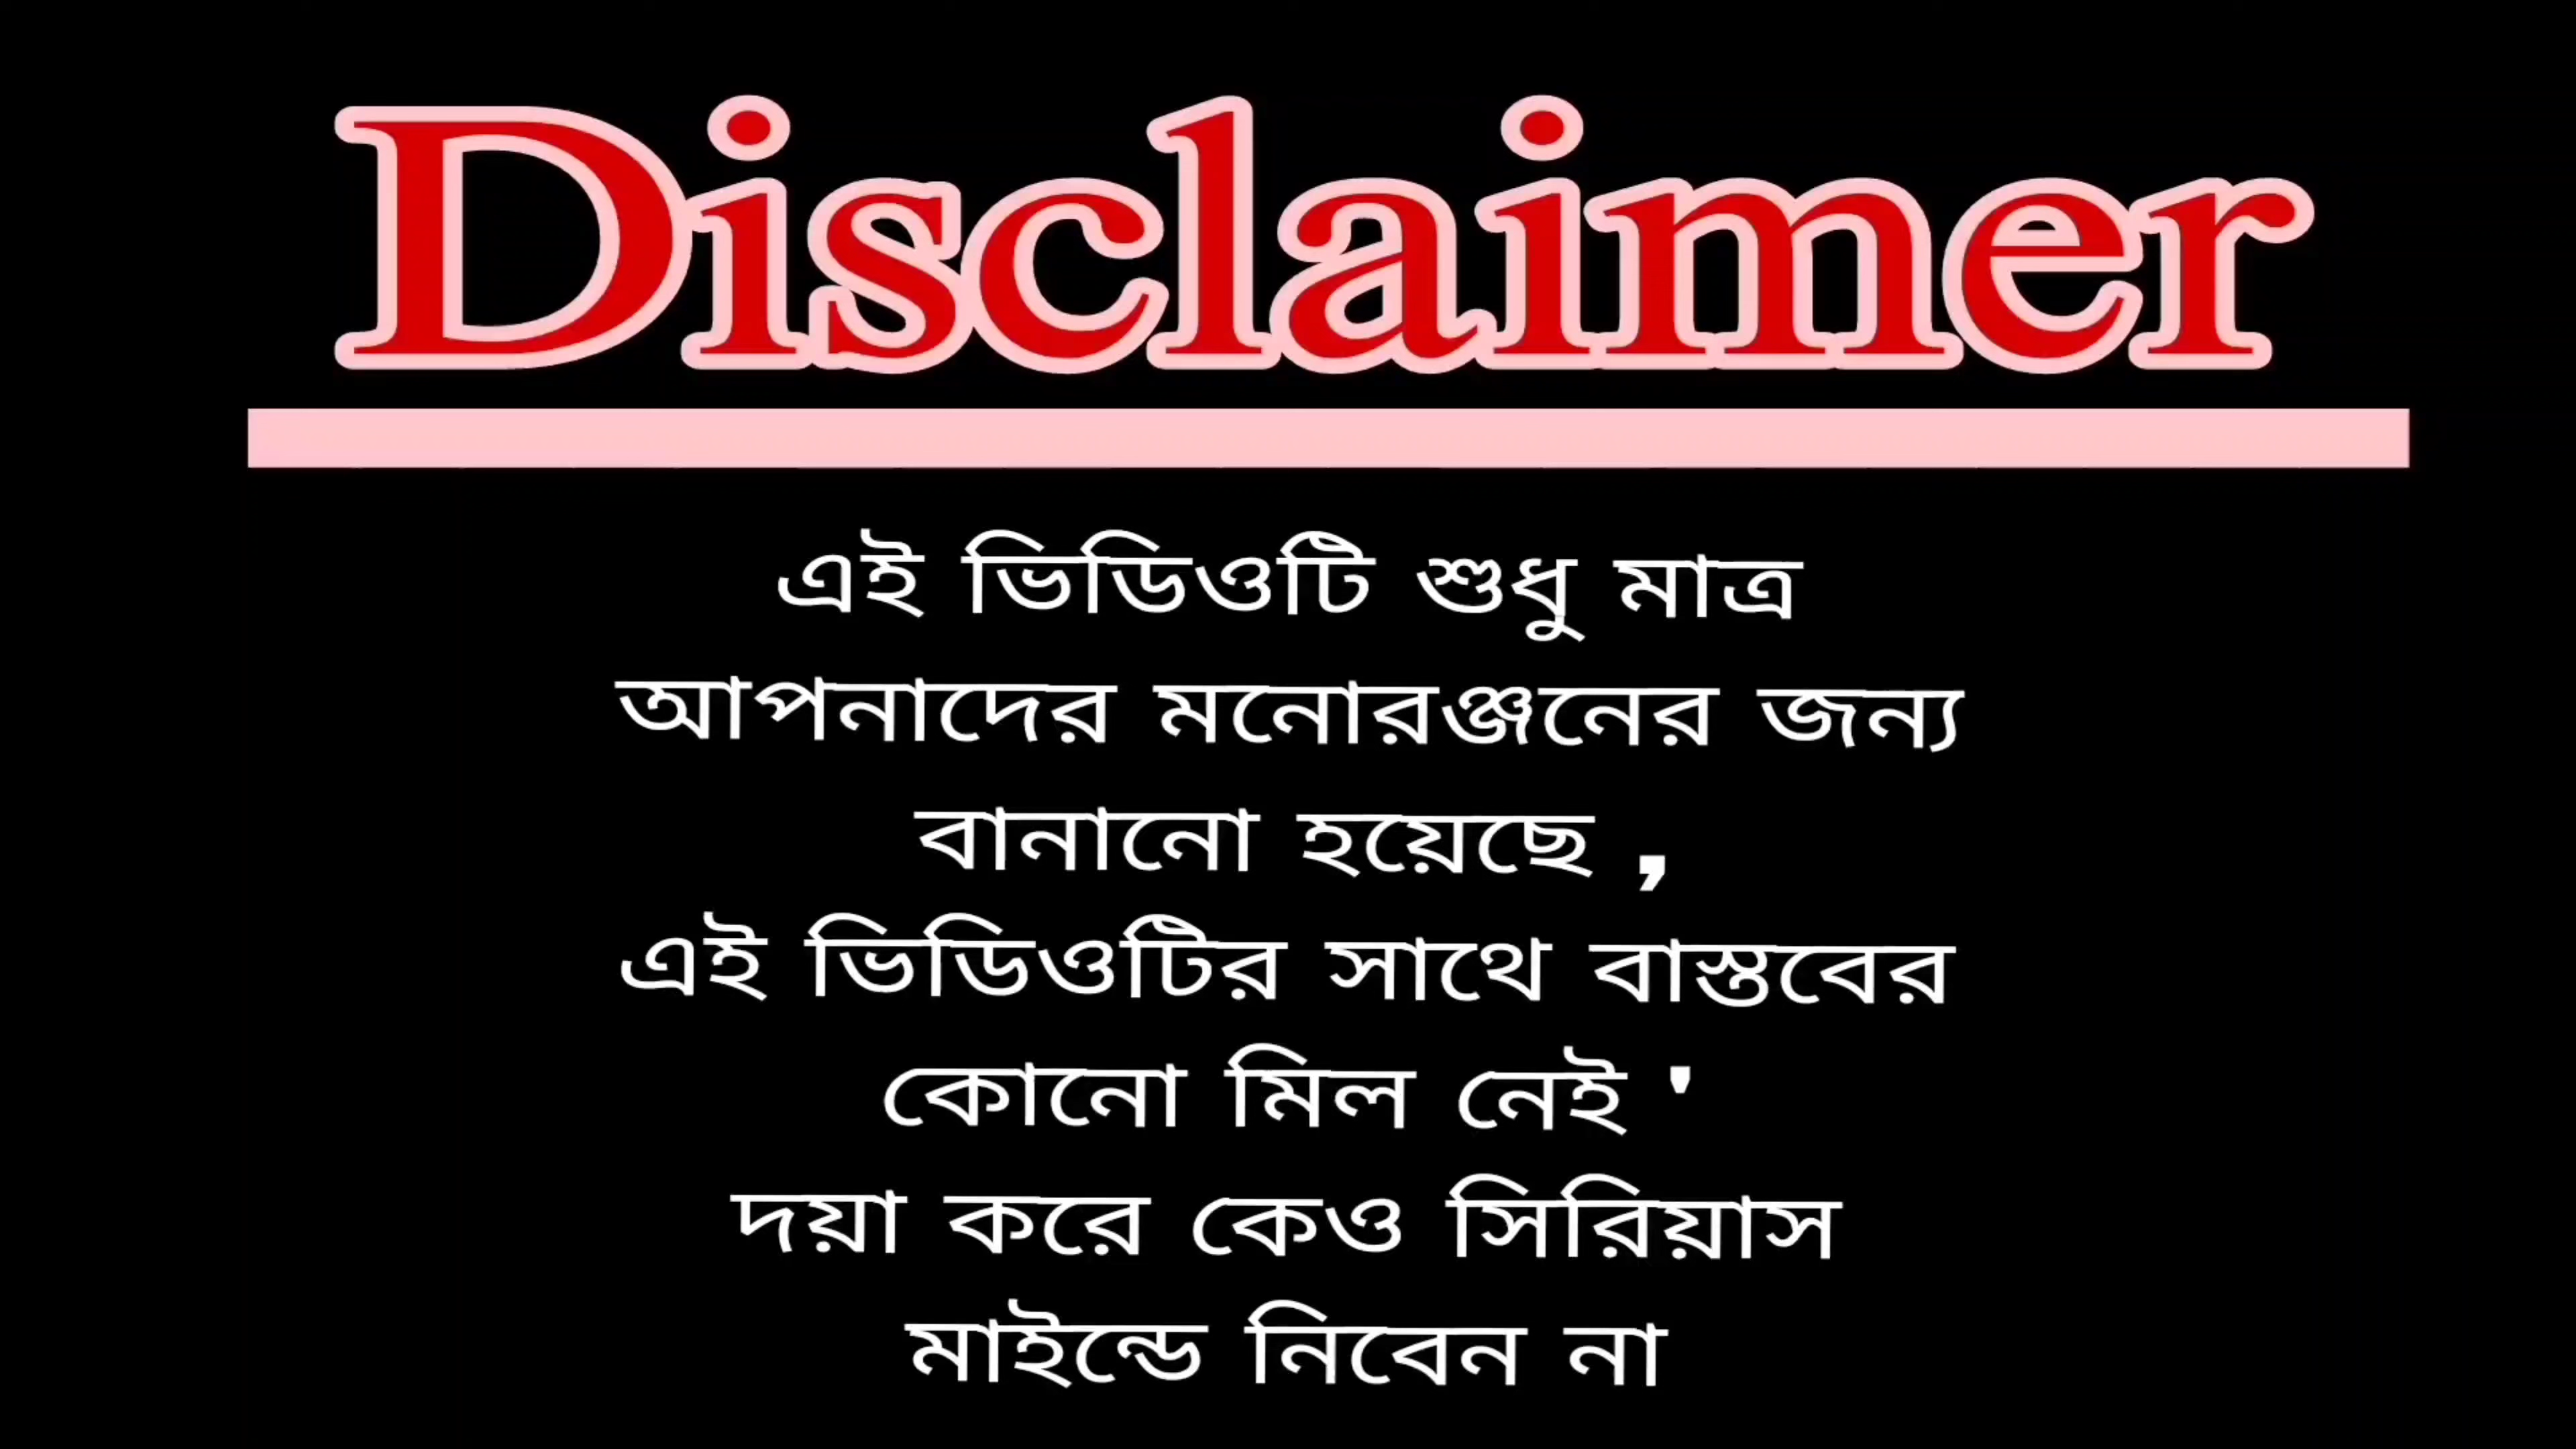 Disclaimer
এই ভিডিওটি শুধু মাত্র
আপনাদের মনোরঞ্জনের জন্য
বানানো হয়েছে ,
এই ভিডিওটির সাথে বাস্তবের
কোনো মিল নেই '
দয়া করে কেও সিরিয়াস
মাইন্ডে নিবেন না